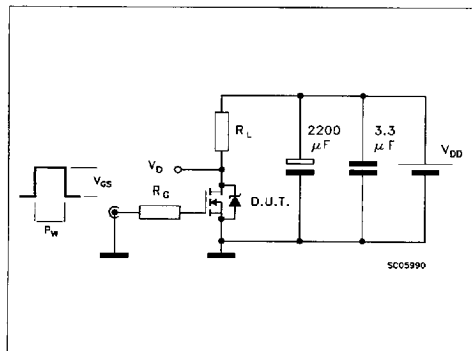 R_L
2200 μF
3.3 μF
V_DD
V_D
V_GS
R_G
D.U.T.
P_W
SC05990